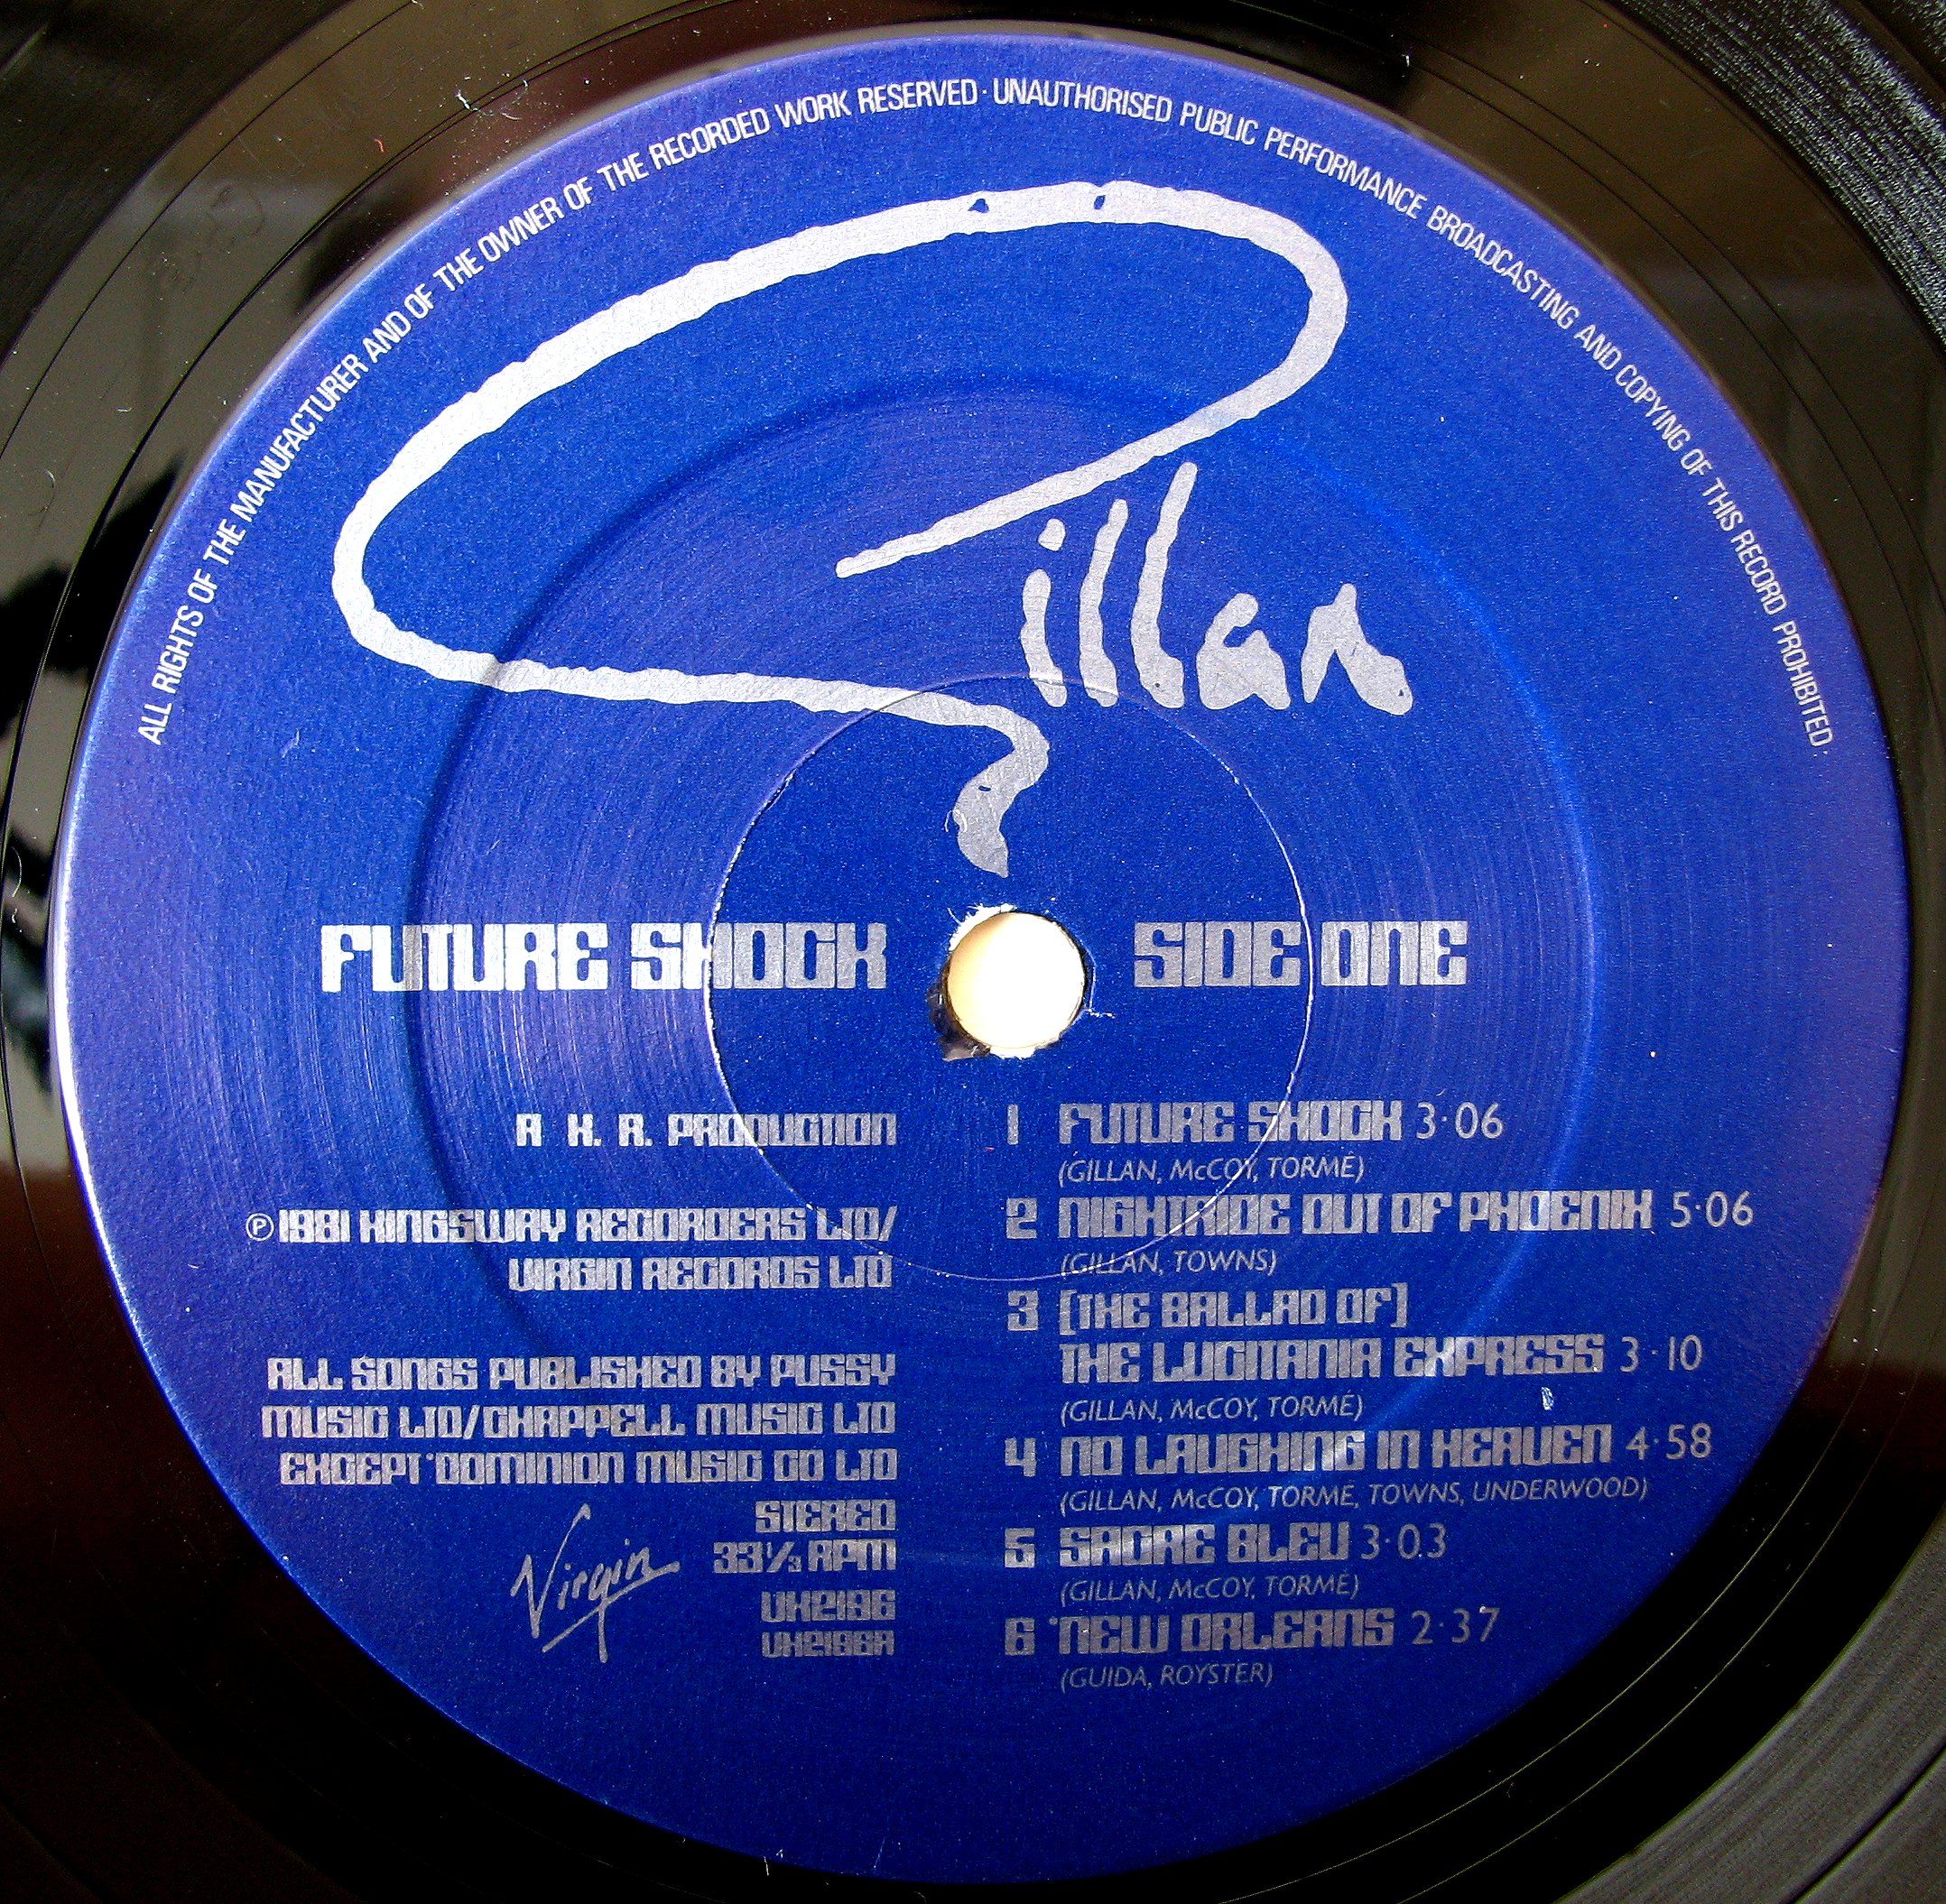 ALL RIGHTS OF THE MANUFACTURER AND OF THE OWNER OF THE RECORDED WORK RESERVED · UNAUTHORISED PUBLIC PERFORMANCE BROADCASTING AND COPYING OF THIS RECORD PROHIBITED·
Gillan
FUTURE SHOCK
SIDE ONE
A K. R. PRODUCTION
℗ 1981 KINGSWAY RECORDERS LTD/
VIRGIN RECORDS LTD
ALL SONGS PUBLISHED BY PUSSY
MUSIC LTD/CHAPPELL MUSIC LTD
EXCEPT *DOMINION MUSIC CO LTD
STEREO
33⅓ RPM
Virgin
VK2196
VK2196A
1 FUTURE SHOCK 3·06
(GILLAN, McCOY, TORMÉ)
2 NIGHTRIDE OUT OF PHOENIX 5·06
(GILLAN, TOWNS)
3 [THE BALLAD OF]
THE LUCITANIA EXPRESS 3·10
(GILLAN, McCOY, TORMÉ)
4 NO LAUGHING IN HEAVEN 4·58
(GILLAN, McCOY, TORMÉ, TOWNS, UNDERWOOD)
5 SACRE BLEU 3·03
(GILLAN, McCOY, TORMÉ)
6 *NEW ORLEANS 2·37
(GUIDA, ROYSTER)